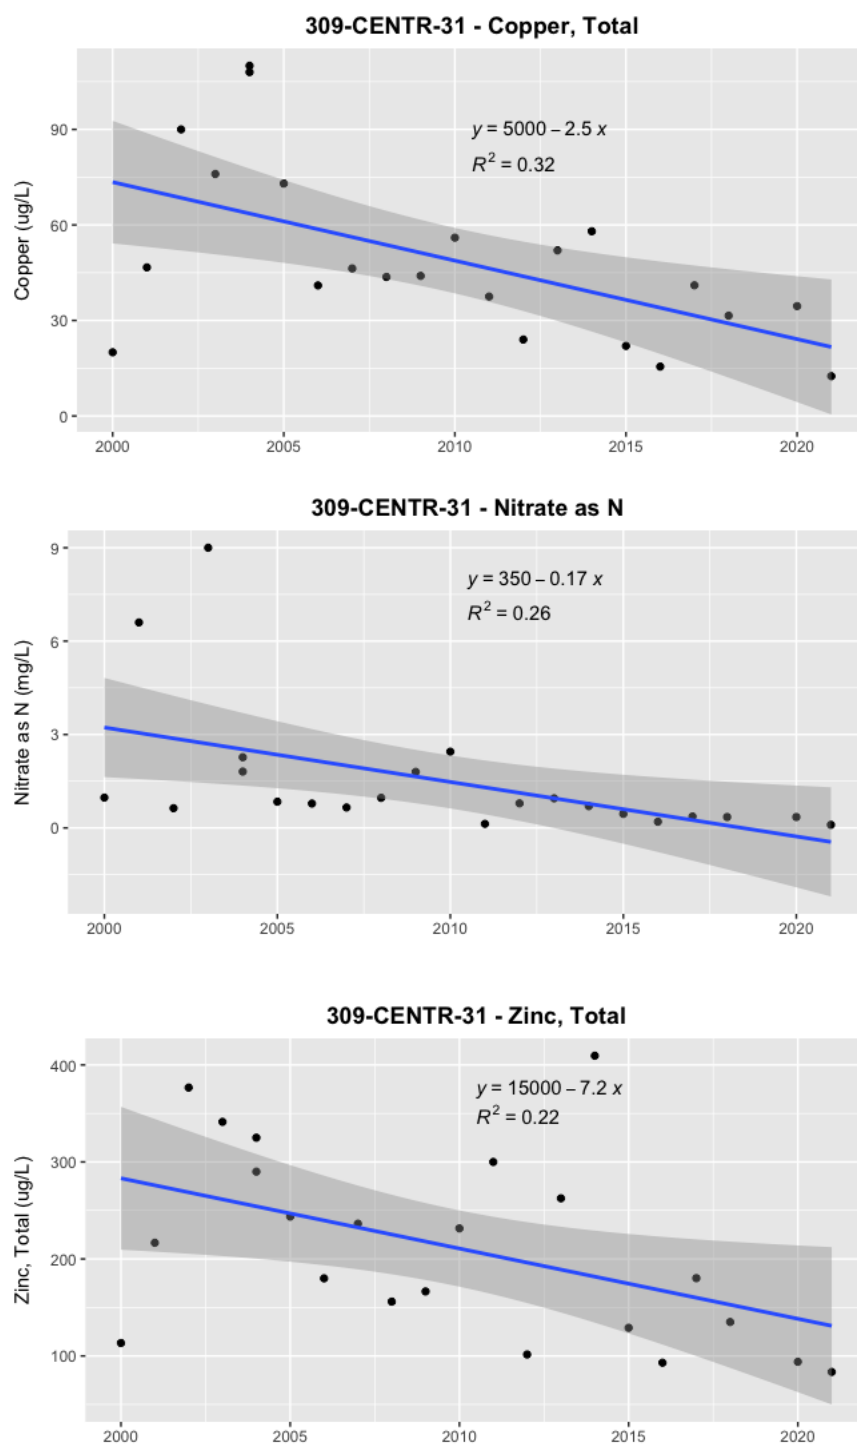 309-CENTR-31 - Copper, Total
y = 5000 – 2.5 x
R² = 0.32
Copper (ug/L)
90
60
30
0
2000 2005 2010 2015 2020
309-CENTR-31 - Nitrate as N
y = 350 – 0.17 x
R² = 0.26
Nitrate as N (mg/L)
9
6
3
0
2000 2005 2010 2015 2020
309-CENTR-31 - Zinc, Total
y = 15000 – 7.2 x
R² = 0.22
Zinc, Total (ug/L)
400
300
200
100
2000 2005 2010 2015 2020